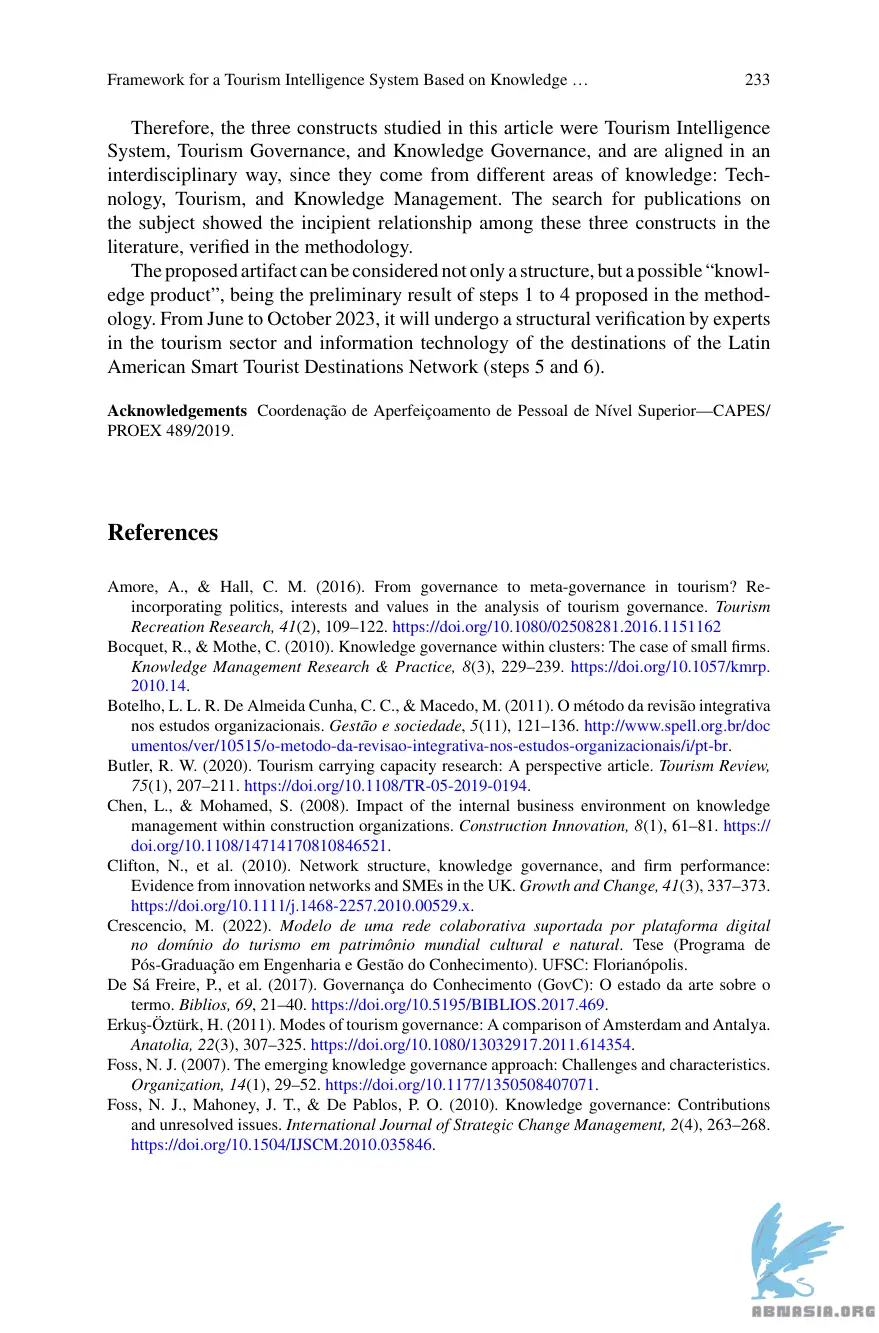 Framework for a Tourism Intelligence System Based on Knowledge … 233
Therefore, the three constructs studied in this article were Tourism Intelligence
System, Tourism Governance, and Knowledge Governance, and are aligned in an
interdisciplinary way, since they come from different areas of knowledge: Tech-
nology, Tourism, and Knowledge Management. The search for publications on
the subject showed the incipient relationship among these three constructs in the
literature, verified in the methodology.
The proposed artifact can be considered not only a structure, but a possible “knowl-
edge product”, being the preliminary result of steps 1 to 4 proposed in the method-
ology. From June to October 2023, it will undergo a structural verification by experts
in the tourism sector and information technology of the destinations of the Latin
American Smart Tourist Destinations Network (steps 5 and 6).
Acknowledgements Coordenação de Aperfeiçoamento de Pessoal de Nível Superior—CAPES/
PROEX 489/2019.
References
Amore, A., & Hall, C. M. (2016). From governance to meta-governance in tourism? Re-
incorporating politics, interests and values in the analysis of tourism governance. Tourism
Recreation Research, 41(2), 109–122. https://doi.org/10.1080/02508281.2016.1151162
Bocquet, R., & Mothe, C. (2010). Knowledge governance within clusters: The case of small firms.
Knowledge Management Research & Practice, 8(3), 229–239. https://doi.org/10.1057/kmrp.
2010.14.
Botelho, L. L. R. De Almeida Cunha, C. C., & Macedo, M. (2011). O método da revisão integrativa
nos estudos organizacionais. Gestão e sociedade, 5(11), 121–136. http://www.spell.org.br/doc
umentos/ver/10515/o-metodo-da-revisao-integrativa-nos-estudos-organizacionais/i/pt-br.
Butler, R. W. (2020). Tourism carrying capacity research: A perspective article. Tourism Review,
75(1), 207–211. https://doi.org/10.1108/TR-05-2019-0194.
Chen, L., & Mohamed, S. (2008). Impact of the internal business environment on knowledge
management within construction organizations. Construction Innovation, 8(1), 61–81. https://
doi.org/10.1108/14714170810846521.
Clifton, N., et al. (2010). Network structure, knowledge governance, and firm performance:
Evidence from innovation networks and SMEs in the UK. Growth and Change, 41(3), 337–373.
https://doi.org/10.1111/j.1468-2257.2010.00529.x.
Crescencio, M. (2022). Modelo de uma rede colaborativa suportada por plataforma digital
no domínio do turismo em patrimônio mundial cultural e natural. Tese (Programa de
Pós-Graduação em Engenharia e Gestão do Conhecimento). UFSC: Florianópolis.
De Sá Freire, P., et al. (2017). Governança do Conhecimento (GovC): O estado da arte sobre o
termo. Biblios, 69, 21–40. https://doi.org/10.5195/BIBLIOS.2017.469.
Erkuş-Öztürk, H. (2011). Modes of tourism governance: A comparison of Amsterdam and Antalya.
Anatolia, 22(3), 307–325. https://doi.org/10.1080/13032917.2011.614354.
Foss, N. J. (2007). The emerging knowledge governance approach: Challenges and characteristics.
Organization, 14(1), 29–52. https://doi.org/10.1177/1350508407071.
Foss, N. J., Mahoney, J. T., & De Pablos, P. O. (2010). Knowledge governance: Contributions
and unresolved issues. International Journal of Strategic Change Management, 2(4), 263–268.
https://doi.org/10.1504/IJSCM.2010.035846.
ABNASIA.ORG